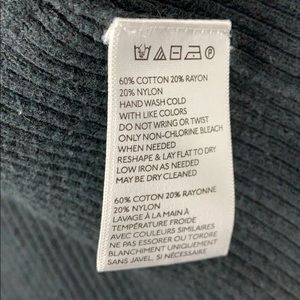 60% COTTON 20% RAYON
20% NYLON
HAND WASH COLD
WITH LIKE COLORS
DO NOT WRING OR TWIST
ONLY NON-CHLORINE BLEACH
WHEN NEEDED
RESHAPE & LAY FLAT TO DRY
LOW IRON AS NEEDED
MAY BE DRY CLEANED
60% COTTON 20% RAYONNE
20% NYLON
LAVAGE À LA MAIN À
TEMPÉRATURE FROIDE
AVEC COULEURS SIMILAIRES
NE PAS ESSORER OU TORDRE
BLANCHIMENT UNIQUEMENT
SANS JAVEL, SI NÉCESSAIRE